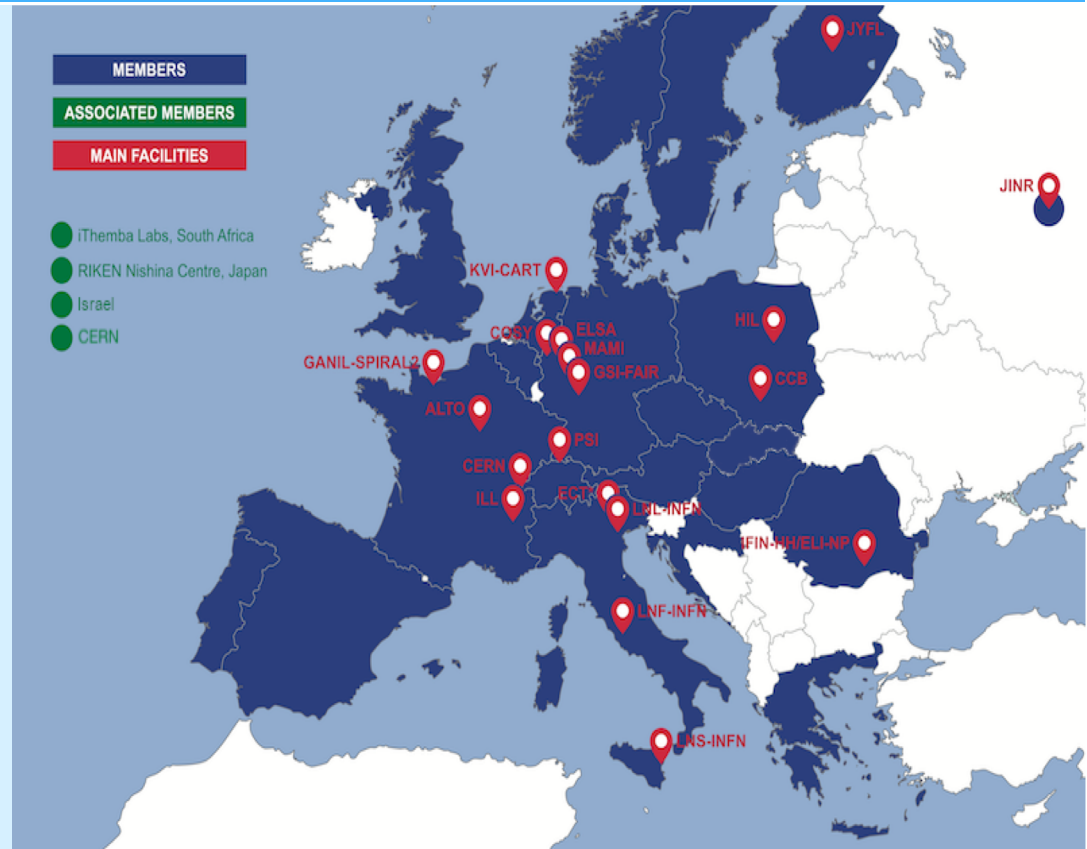 MEMBERS
ASSOCIATED MEMBERS
MAIN FACILITIES
iThemba Labs, South Africa
RIKEN Nishina Centre, Japan
Israel
CERN
JYFL
JINR
KVI-CART
HIL
COSY
ELSA
MAMI
GANIL-SPIRAL2
GSI-FAIR
CCB
ALTO
PSI
CERN
ILL
ECT*
LNL-INFN
IFIN-HH/ELI-NP
LNF-INFN
LNS-INFN